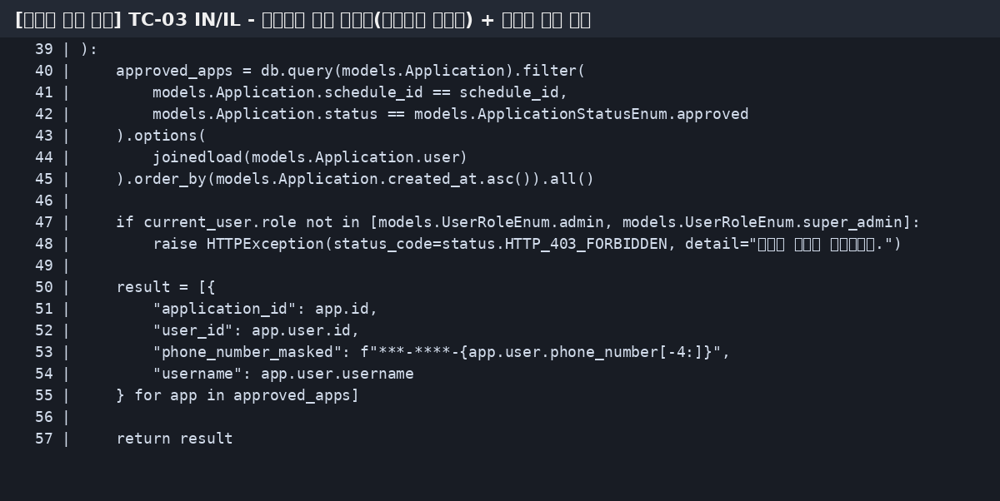 TC-03 IN/IL - ( ) +
39 | ):
40 |     approved_apps = db.query(models.Application).filter(
41 |         models.Application.schedule_id == schedule_id,
42 |         models.Application.status == models.ApplicationStatusEnum.approved
43 |     ).options(
44 |         joinedload(models.Application.user)
45 |     ).order_by(models.Application.created_at.asc()).all()
46 |
47 |     if current_user.role not in [models.UserRoleEnum.admin, models.UserRoleEnum.super_admin]:
48 |         raise HTTPException(status_code=status.HTTP_403_FORBIDDEN, detail=" .")
49 |
50 |     result = [{
51 |         "application_id": app.id,
52 |         "user_id": app.user.id,
53 |         "phone_number_masked": f"***-****-{app.user.phone_number[-4:]}",
54 |         "username": app.user.username
55 |     } for app in approved_apps]
56 |
57 |     return result